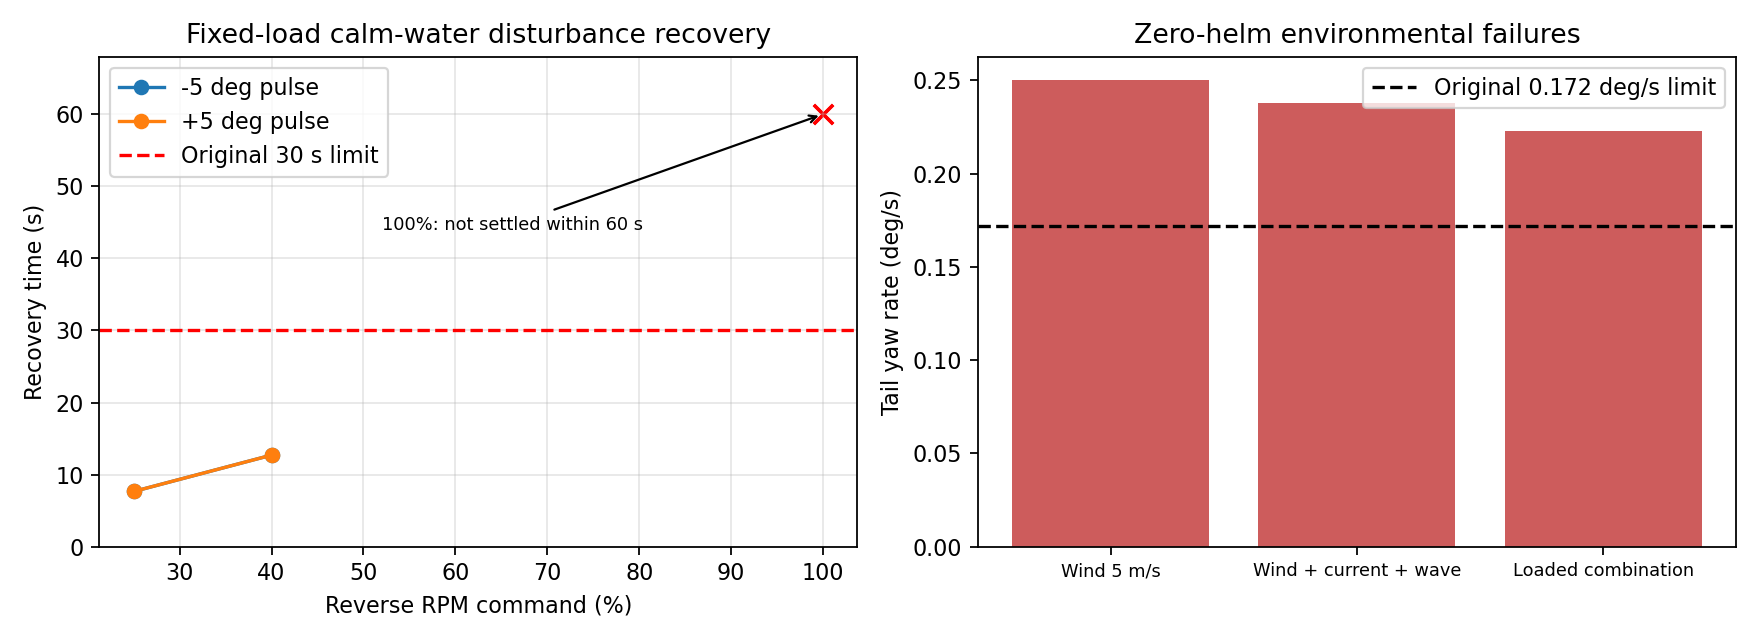 Fixed-load calm-water disturbance recovery
-5 deg pulse
+5 deg pulse
Original 30 s limit
100%: not settled within 60 s
Recovery time (s)
60
50
40
30
20
10
0
30 40 50 60 70 80 90 100
Reverse RPM command (%)
Zero-helm environmental failures
Original 0.172 deg/s limit
Tail yaw rate (deg/s)
0.25
0.20
0.15
0.10
0.05
0.00
Wind 5 m/s
Wind + current + wave
Loaded combination